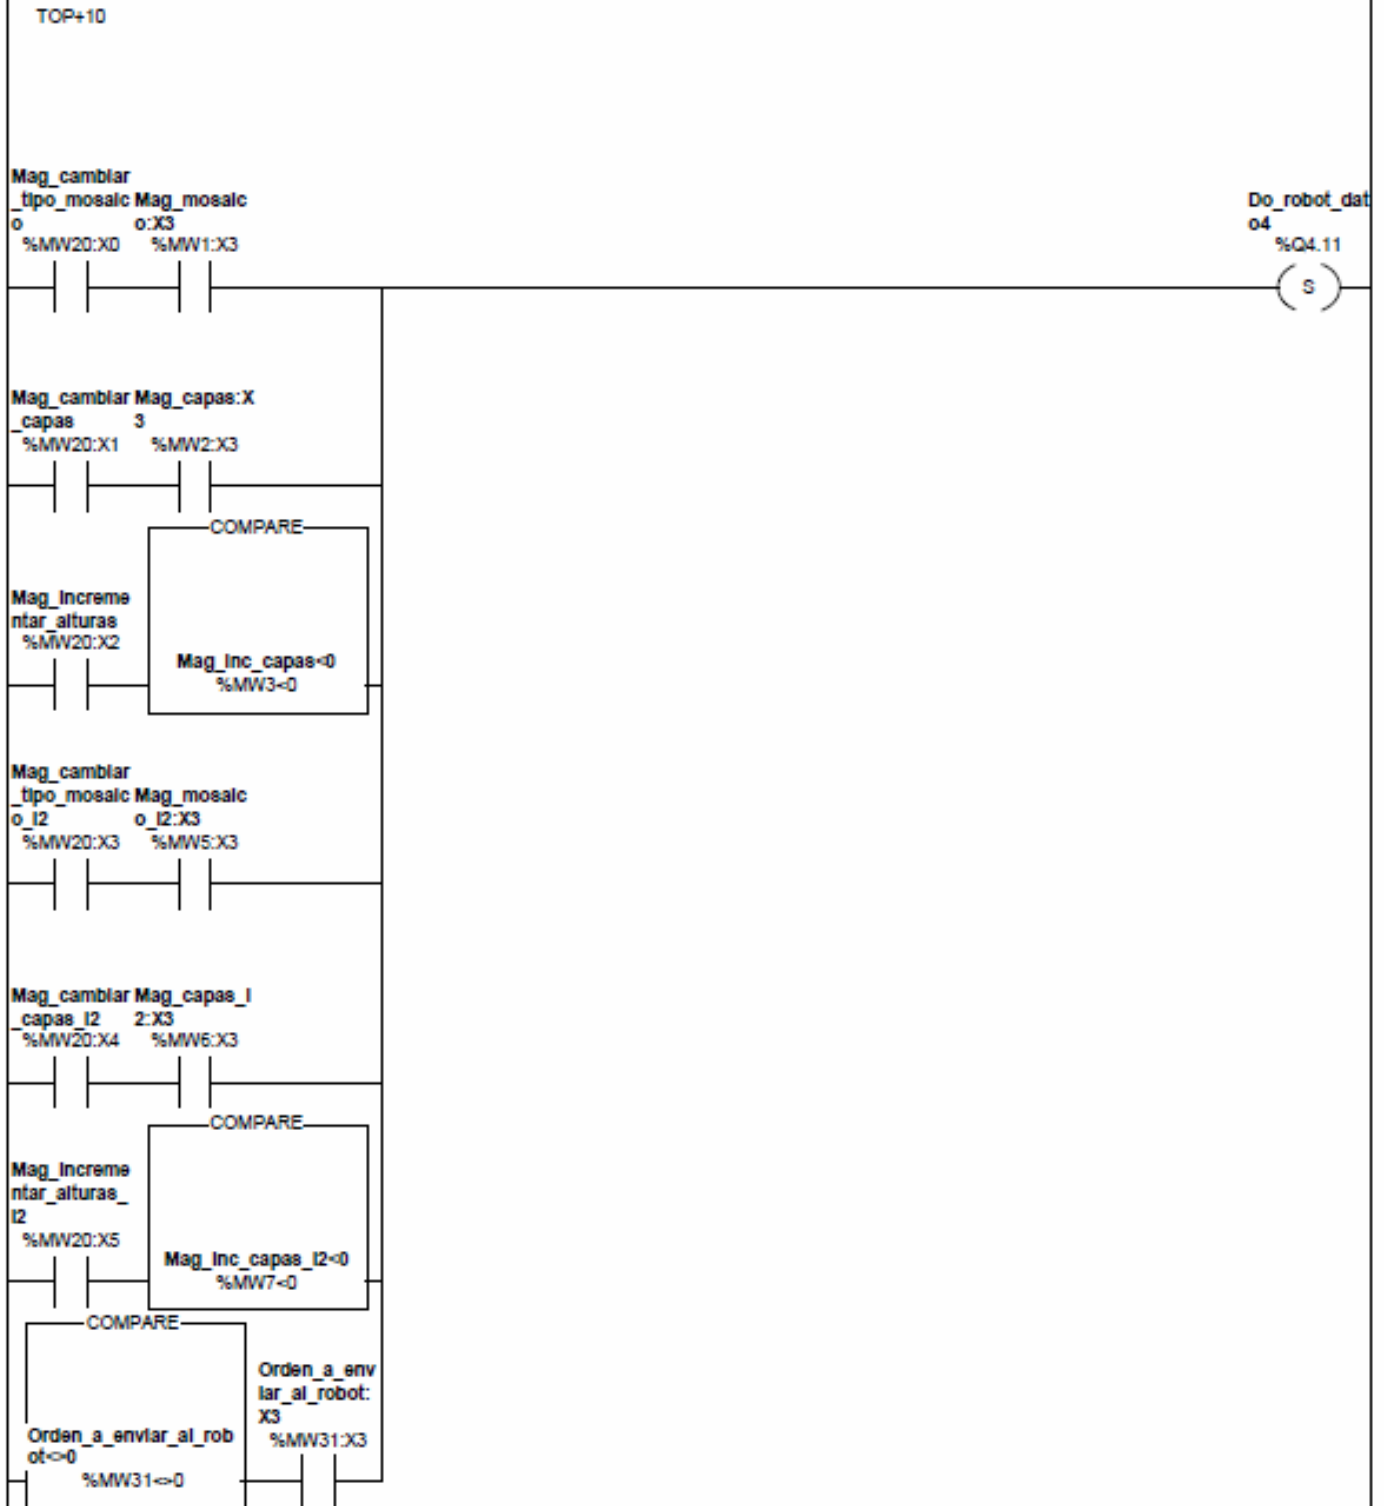 TOP+10
Mag_cambiar
_tipo_mosaic Mag_mosaic
o o:X3
%MW20:X0 %MW1:X3
Do_robot_dat
o4
%Q4.11
S
Mag_cambiar Mag_capas:X
_capas 3
%MW20:X1 %MW2:X3
COMPARE
Mag_increme
ntar_alturas
%MW20:X2
Mag_inc_capas<0
%MW3<0
Mag_cambiar
_tipo_mosaic Mag_mosaic
o_l2 o_l2:X3
%MW20:X3 %MW5:X3
Mag_cambiar Mag_capas_l
_capas_l2 2:X3
%MW20:X4 %MW6:X3
COMPARE
Mag_increme
ntar_alturas_
l2
%MW20:X5
Mag_inc_capas_l2<0
%MW7<0
COMPARE
Orden_a_enviar_al_rob
ot<>0
%MW31<>0
Orden_a_env
iar_al_robot:
X3
%MW31:X3